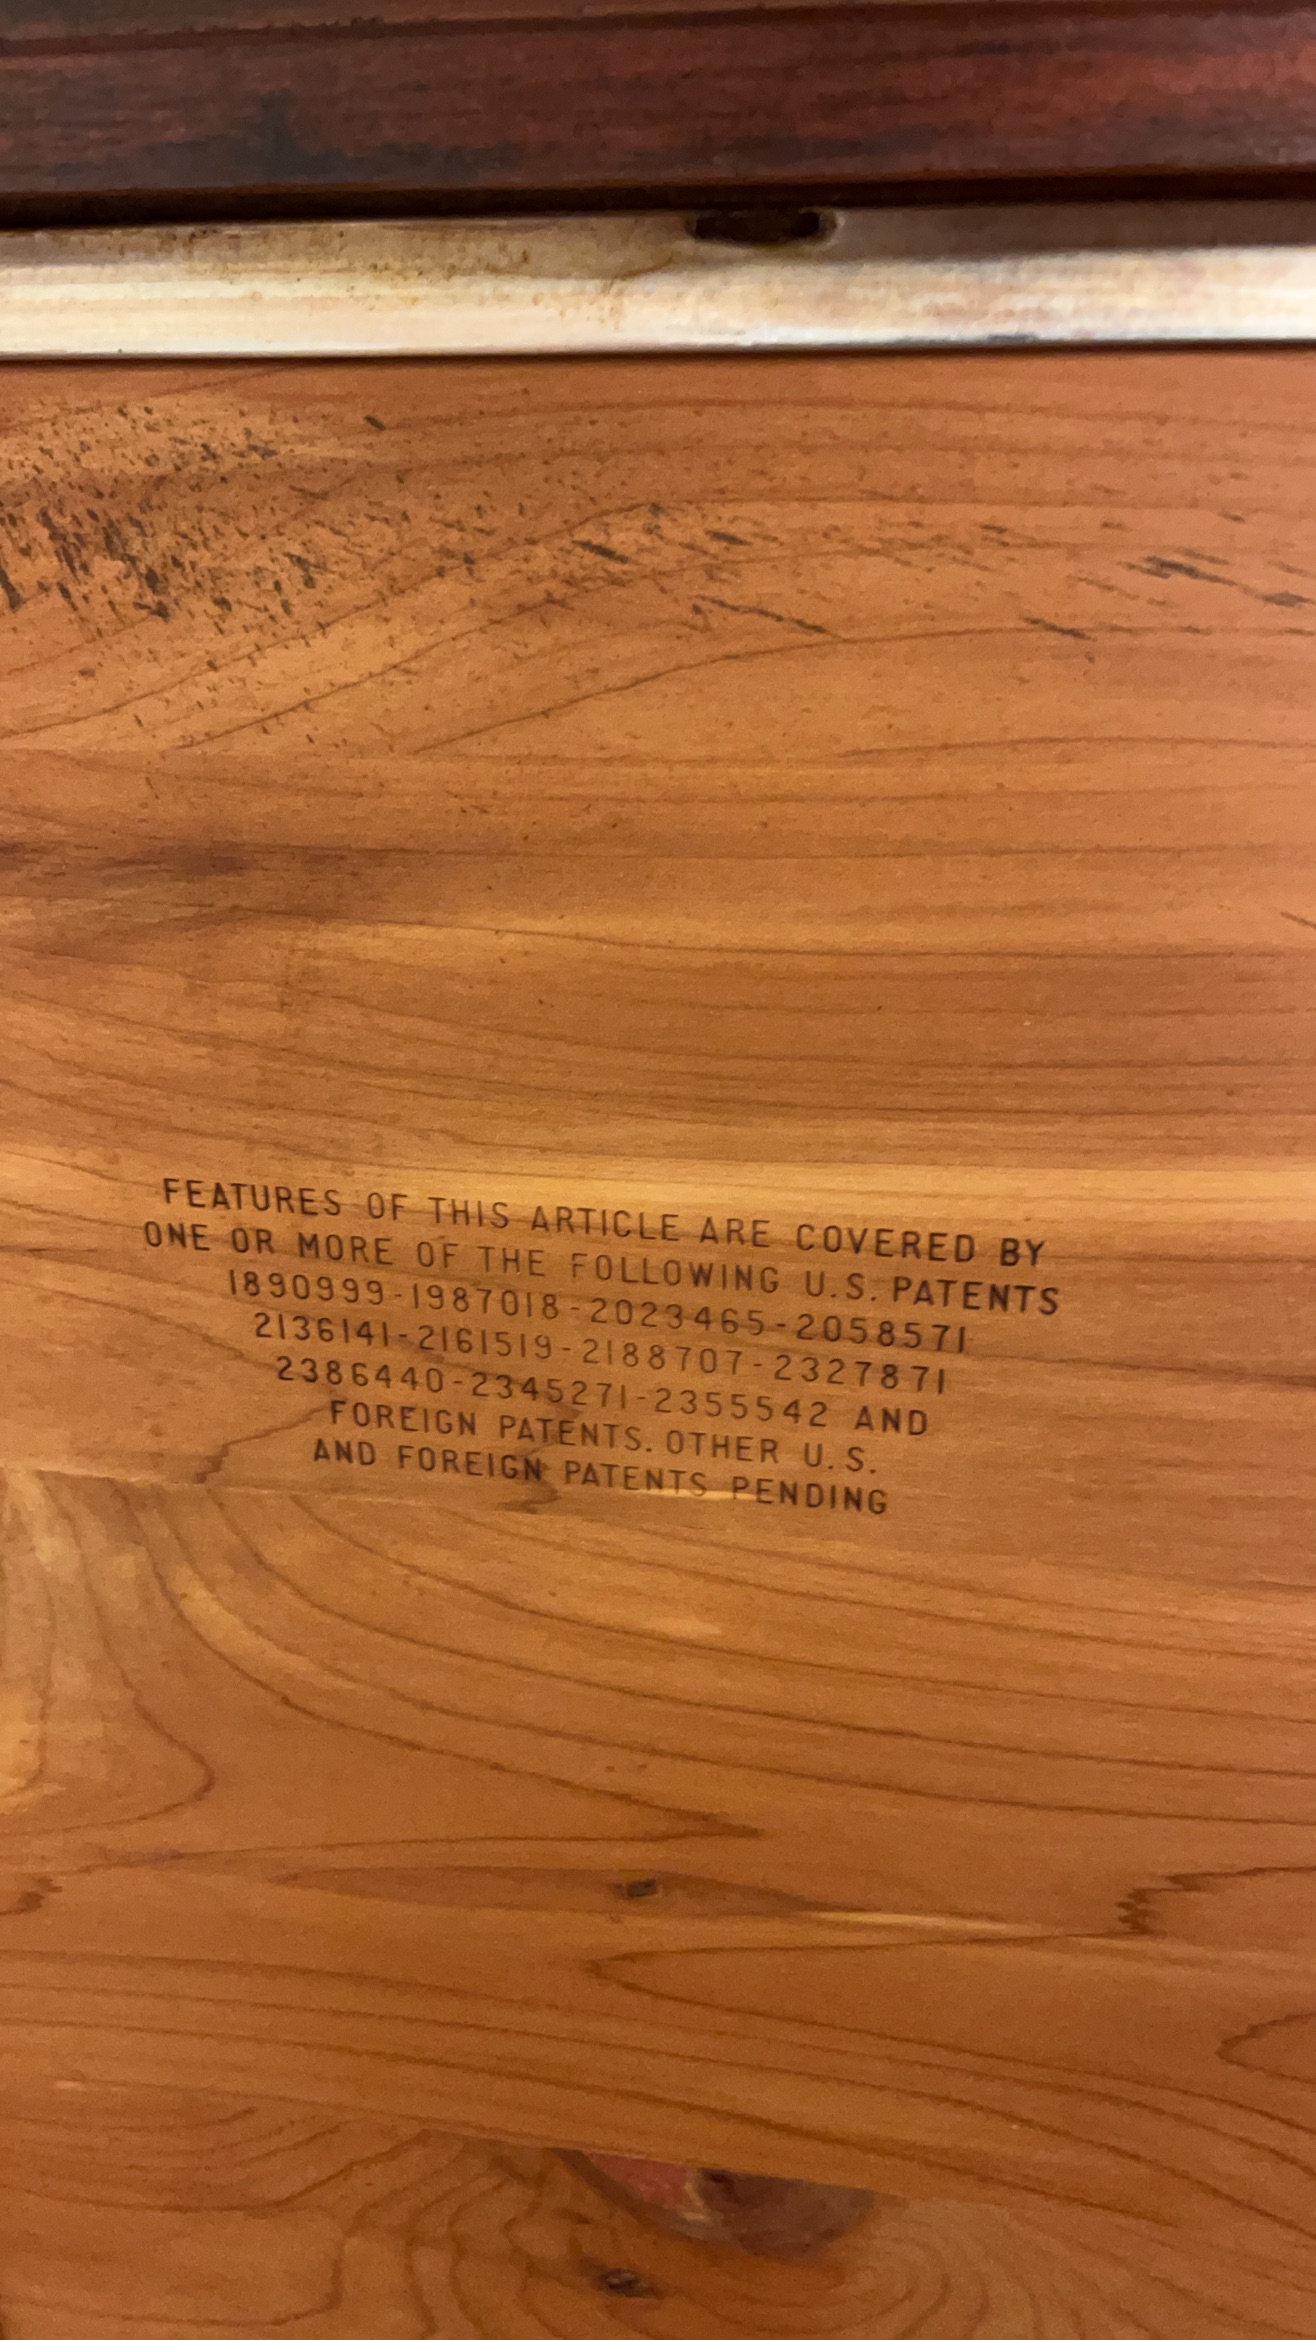 FEATURES OF THIS ARTICLE ARE COVERED BY
ONE OR MORE OF THE FOLLOWING U.S. PATENTS
1890999-1987018-2023465-2058571
2136141-2161519-2188707-2327871
2386440-2345271-2355542 AND
FOREIGN PATENTS. OTHER U.S.
AND FOREIGN PATENTS PENDING